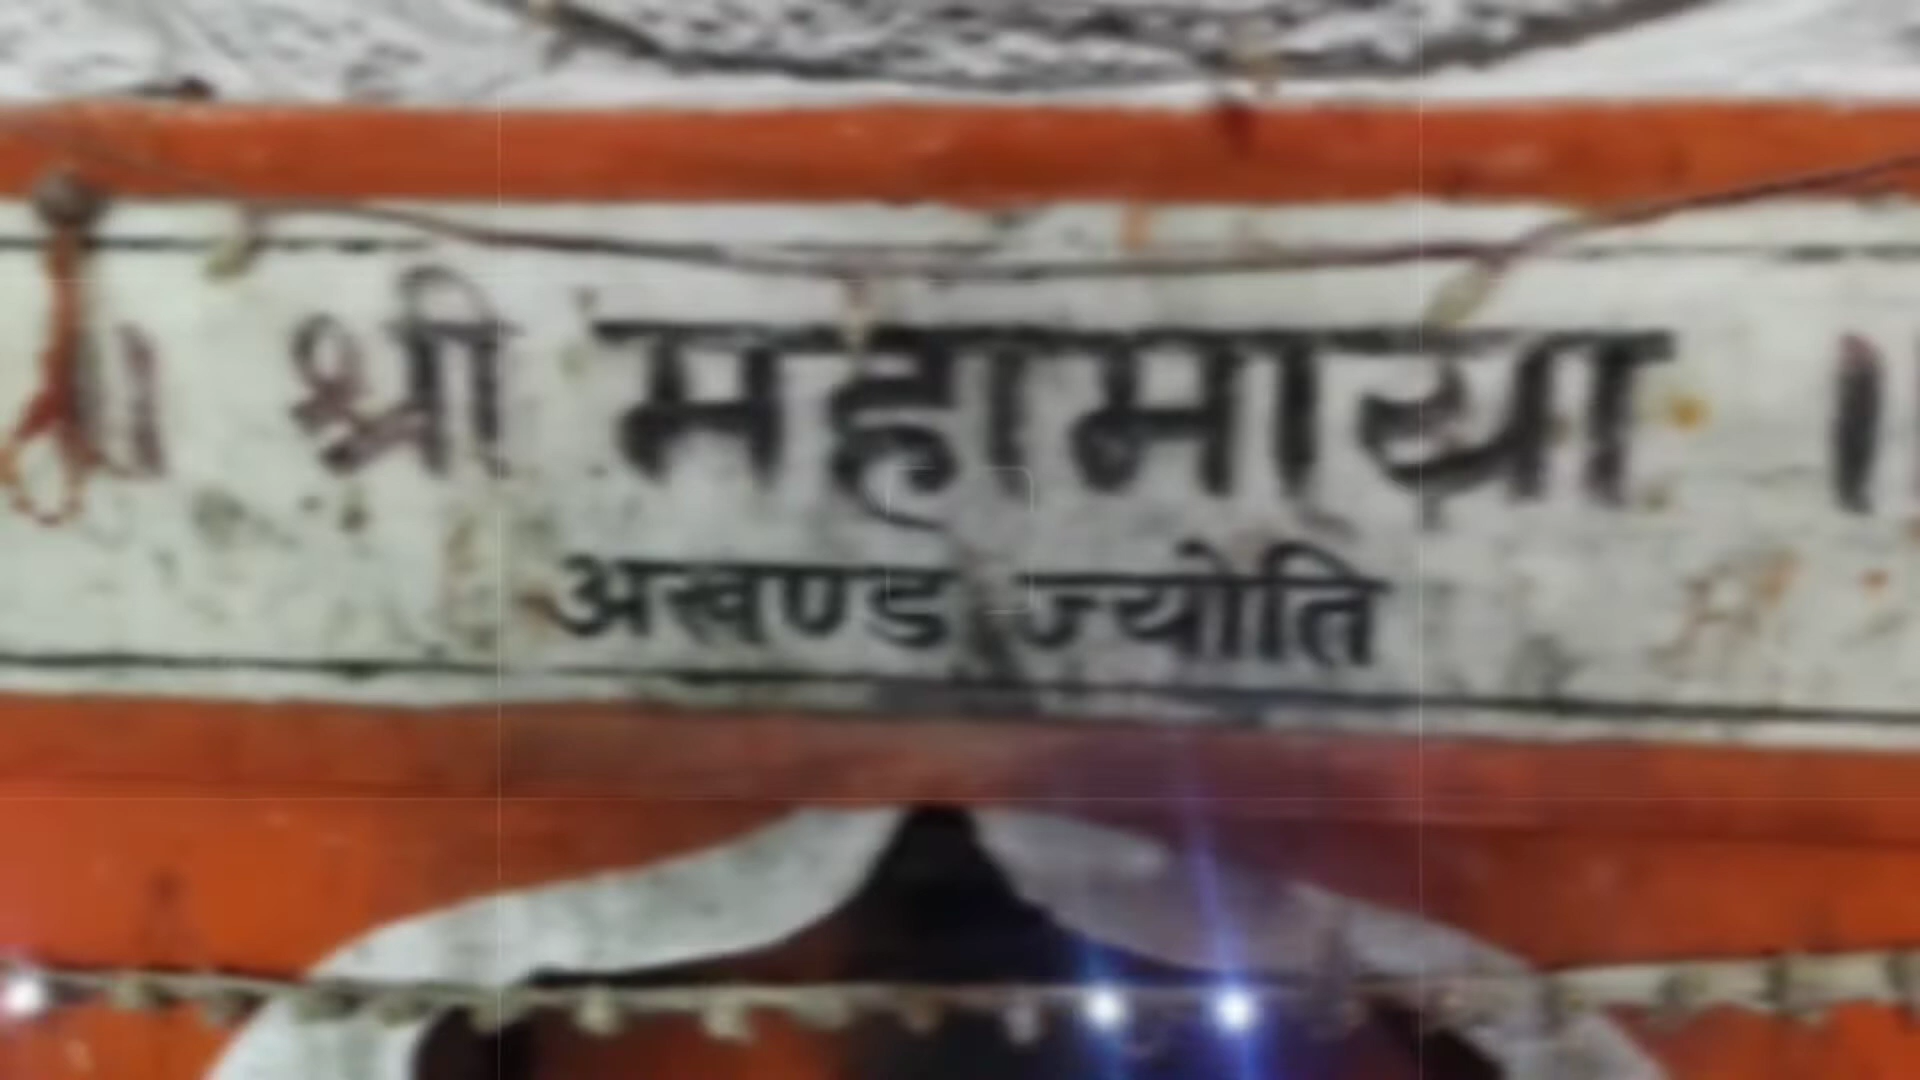 ॥ श्री महामाया ॥
अखण्ड ज्योति